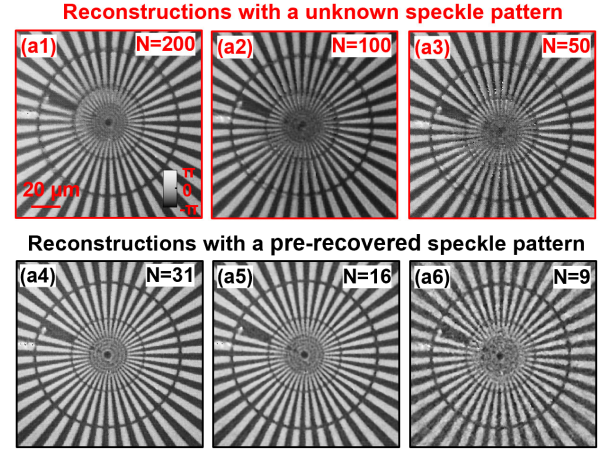 Reconstructions with a unknown speckle pattern
(a1) N=200 (a2) N=100 (a3) N=50
π
0
-π
20 μm
Reconstructions with a pre-recovered speckle pattern
(a4) N=31 (a5) N=16 (a6) N=9